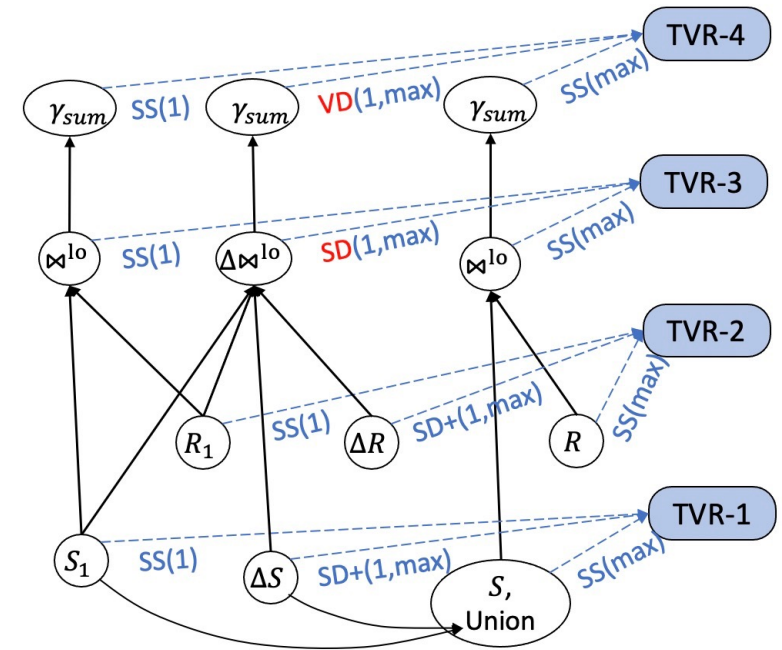 TVR-4
γsum
SS(1)
γsum
VD(1,max)
γsum
SS(max)
TVR-3
⋈lo
SS(1)
Δ⋈lo
SD(1,max)
⋈lo
SS(max)
TVR-2
R1
SS(1)
ΔR
SD+(1,max)
R
SS(max)
TVR-1
S1
SS(1)
ΔS
SD+(1,max)
S,
Union
SS(max)